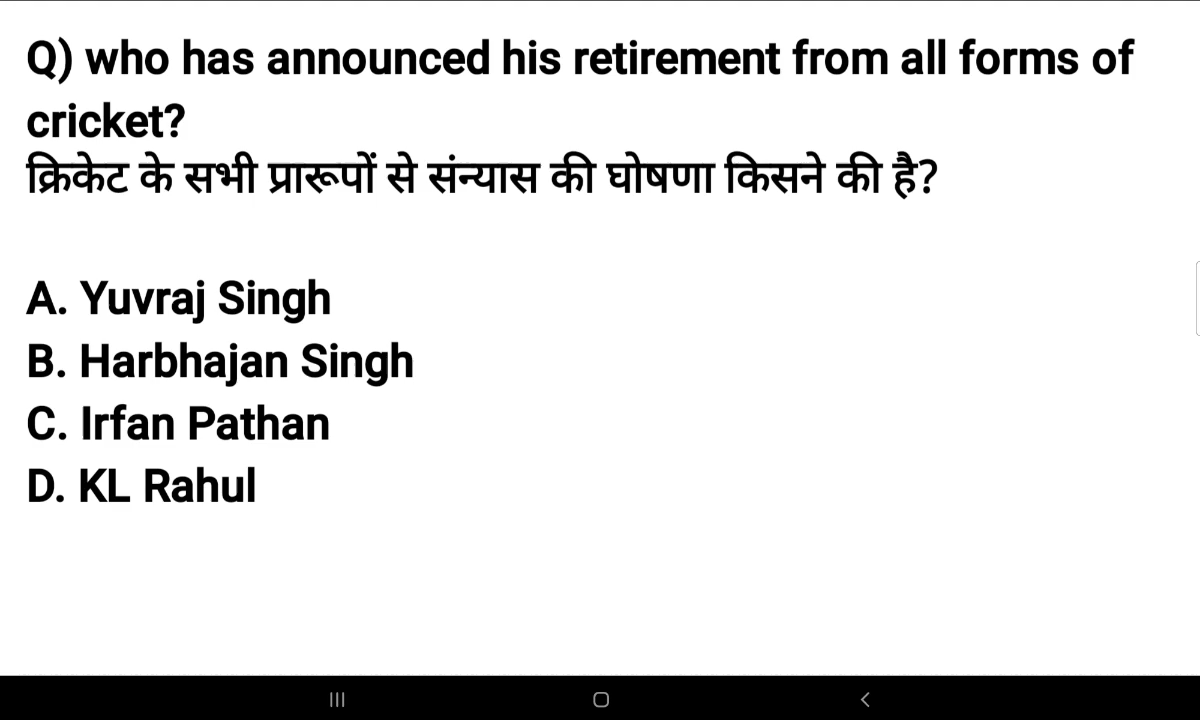 Q) who has announced his retirement from all forms of
cricket?
क्रिकेट के सभी प्रारूपों से संन्यास की घोषणा किसने की है?
A. Yuvraj Singh
B. Harbhajan Singh
C. Irfan Pathan
D. KL Rahul